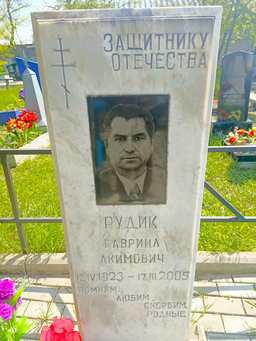 ЗАЩИТНИКУ
ОТЕЧЕСТВА
РУДИК
ГАВРИИЛ
АКИМОВИЧ
12.IV.1923 – 17.III.2005
ПОМНИМ,
ЛЮБИМ,
СКОРБИМ.
РОДНЫЕ